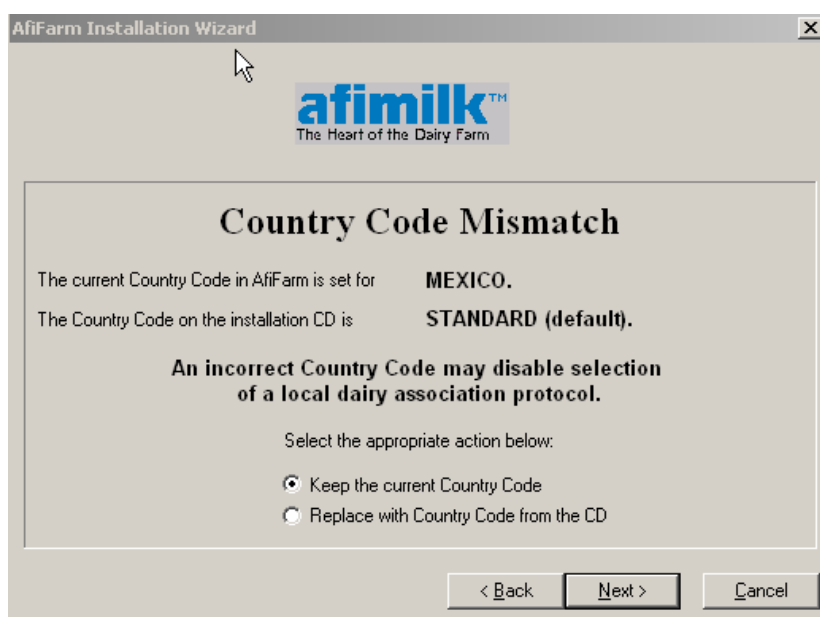 AfiFarm Installation Wizard
afimilk™
The Heart of the Dairy Farm
Country Code Mismatch
The current Country Code in AfiFarm is set for MEXICO.
The Country Code on the installation CD is STANDARD (default).
An incorrect Country Code may disable selection
of a local dairy association protocol.
Select the appropriate action below:
Keep the current Country Code
Replace with Country Code from the CD
< Back Next > Cancel